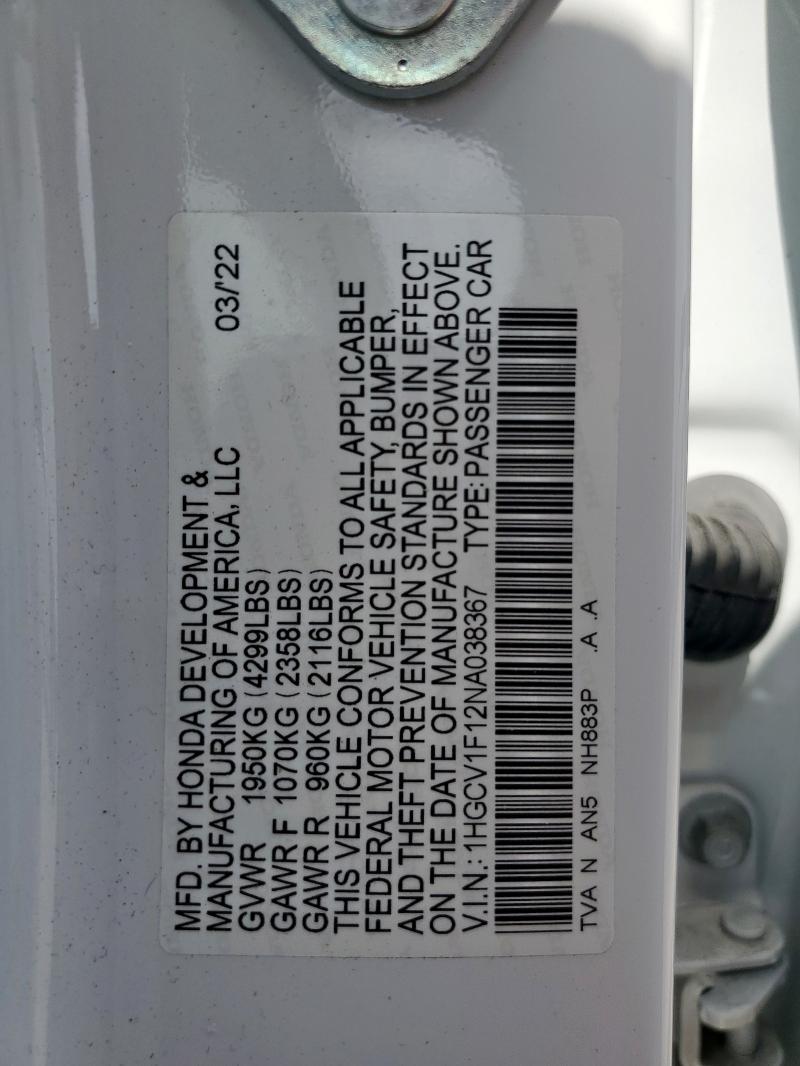 MFD. BY HONDA DEVELOPMENT &
MANUFACTURING OF AMERICA, LLC 03/'22
GVWR 1950KG (4299LBS)
GAWR F 1070KG (2358LBS)
GAWR R 960KG (2116LBS)
THIS VEHICLE CONFORMS TO ALL APPLICABLE
FEDERAL MOTOR VEHICLE SAFETY, BUMPER,
AND THEFT PREVENTION STANDARDS IN EFFECT
ON THE DATE OF MANUFACTURE SHOWN ABOVE.
V.I.N.: 1HGCV1F12NA038367 TYPE: PASSENGER CAR
TVA N AN5 NH883P .A .A